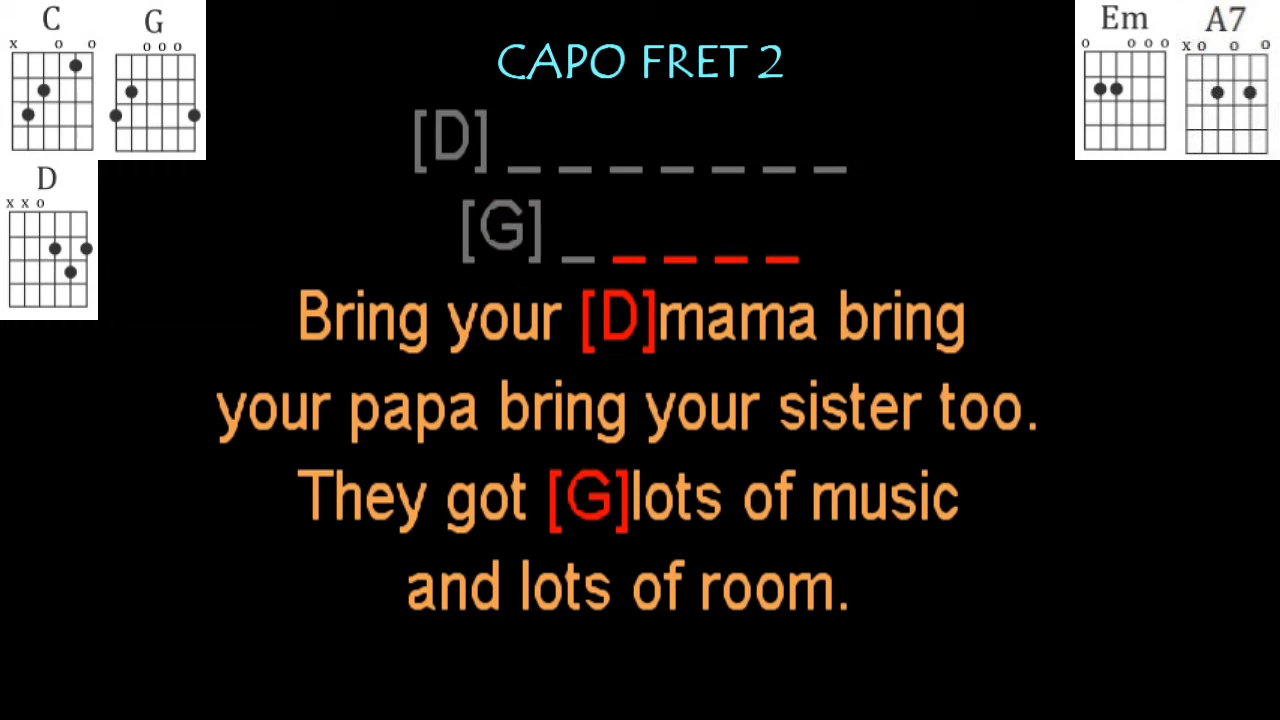 C G Em A7
x o o o o o o o o o x o o o
CAPO FRET 2
D
x x o
[D] _ _ _ _ _ _ _
[G] _ _ _ _ _
Bring your [D]mama bring
your papa bring your sister too.
They got [G]lots of music
and lots of room.